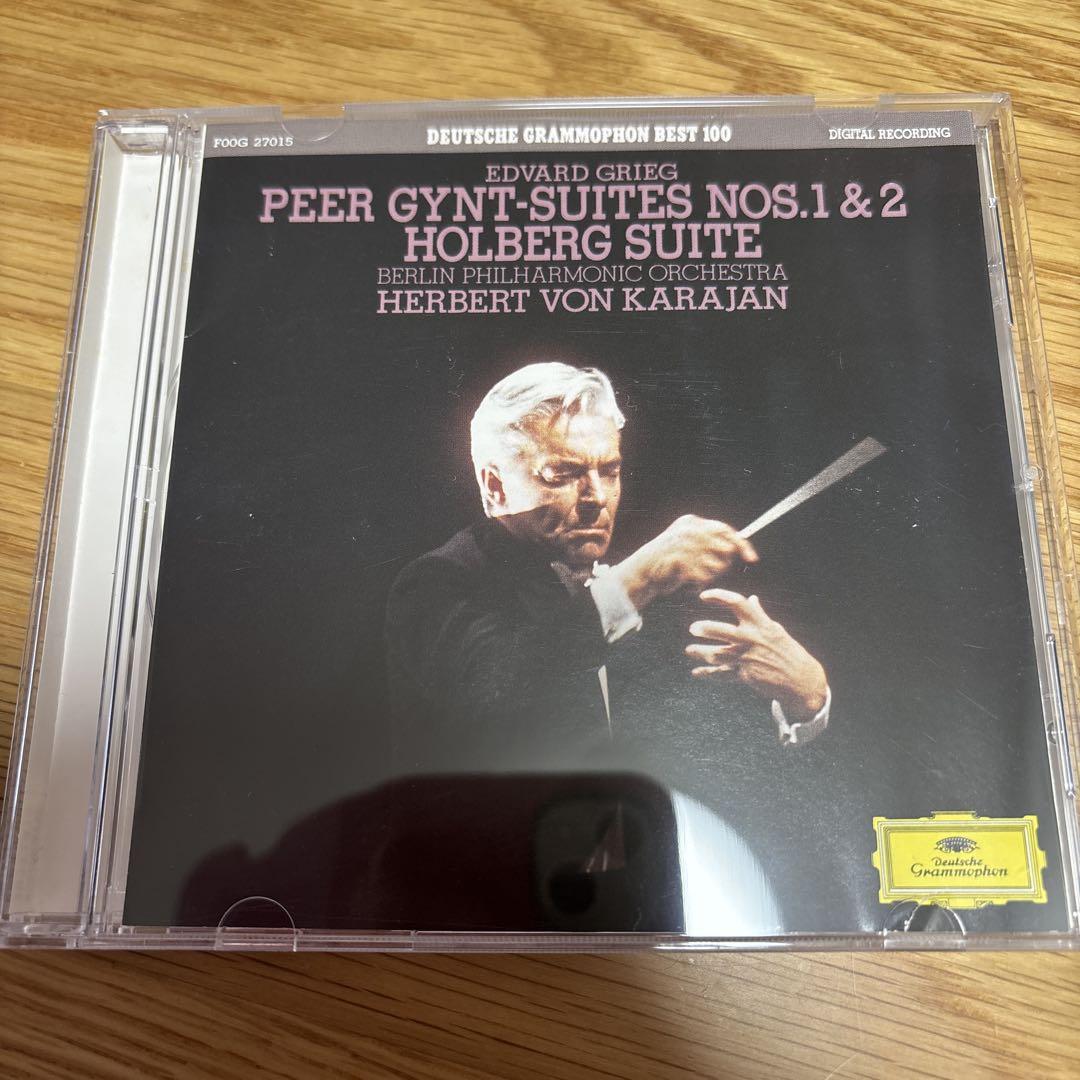 F00G 27015
DEUTSCHE GRAMMOPHON BEST 100
DIGITAL RECORDING
EDVARD GRIEG
PEER GYNT-SUITES NOS.1 & 2
HOLBERG SUITE
BERLIN PHILHARMONIC ORCHESTRA
HERBERT VON KARAJAN
Deutsche
Grammophon